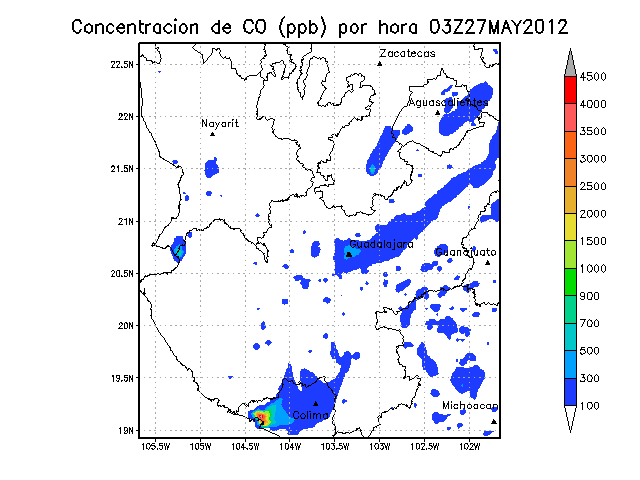 Concentracion de CO (ppb) por hora 03Z27MAY2012
Zacatecas
22.5N
4500
Aguascalientes
4000
22N
Nayarit
3500
3000
21.5N
2500
2000
21N
1500
Guadalajara
Guanajuato
20.5N
1000
900
20N
700
500
19.5N
300
Michoacan
100
Colima
19N
105.5W 105W 104.5W 104W 103.5W 103W 102.5W 102W